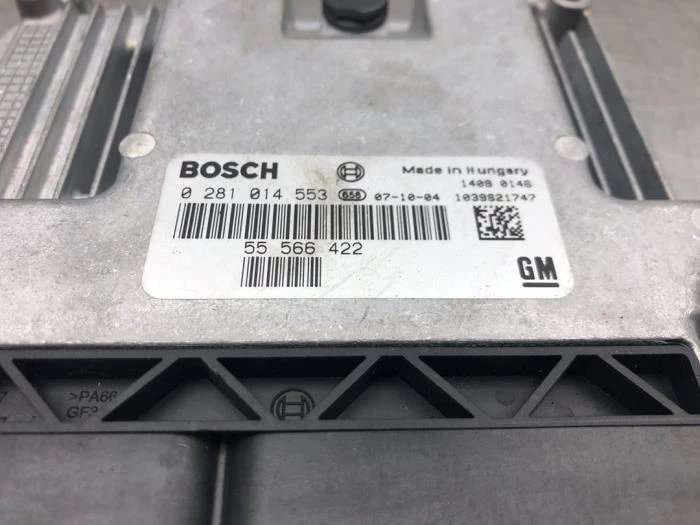 BOSCH
Made in Hungary
1409 0146
0 281 014 553 656 07-10-04 1039S21747
55 566 422
GM
>PA66